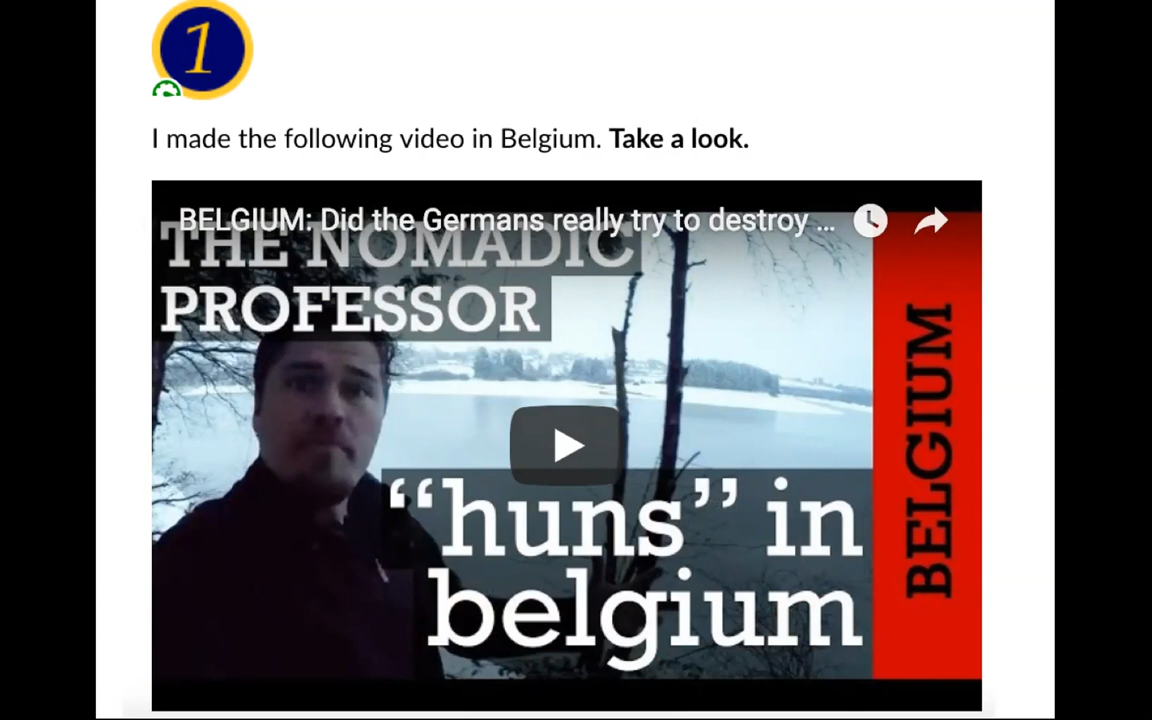 1
I made the following video in Belgium. Take a look.
BELGIUM: Did the Germans really try to destroy ...
THE NOMADIC
PROFESSOR
BELGIUM
“huns” in
belgium